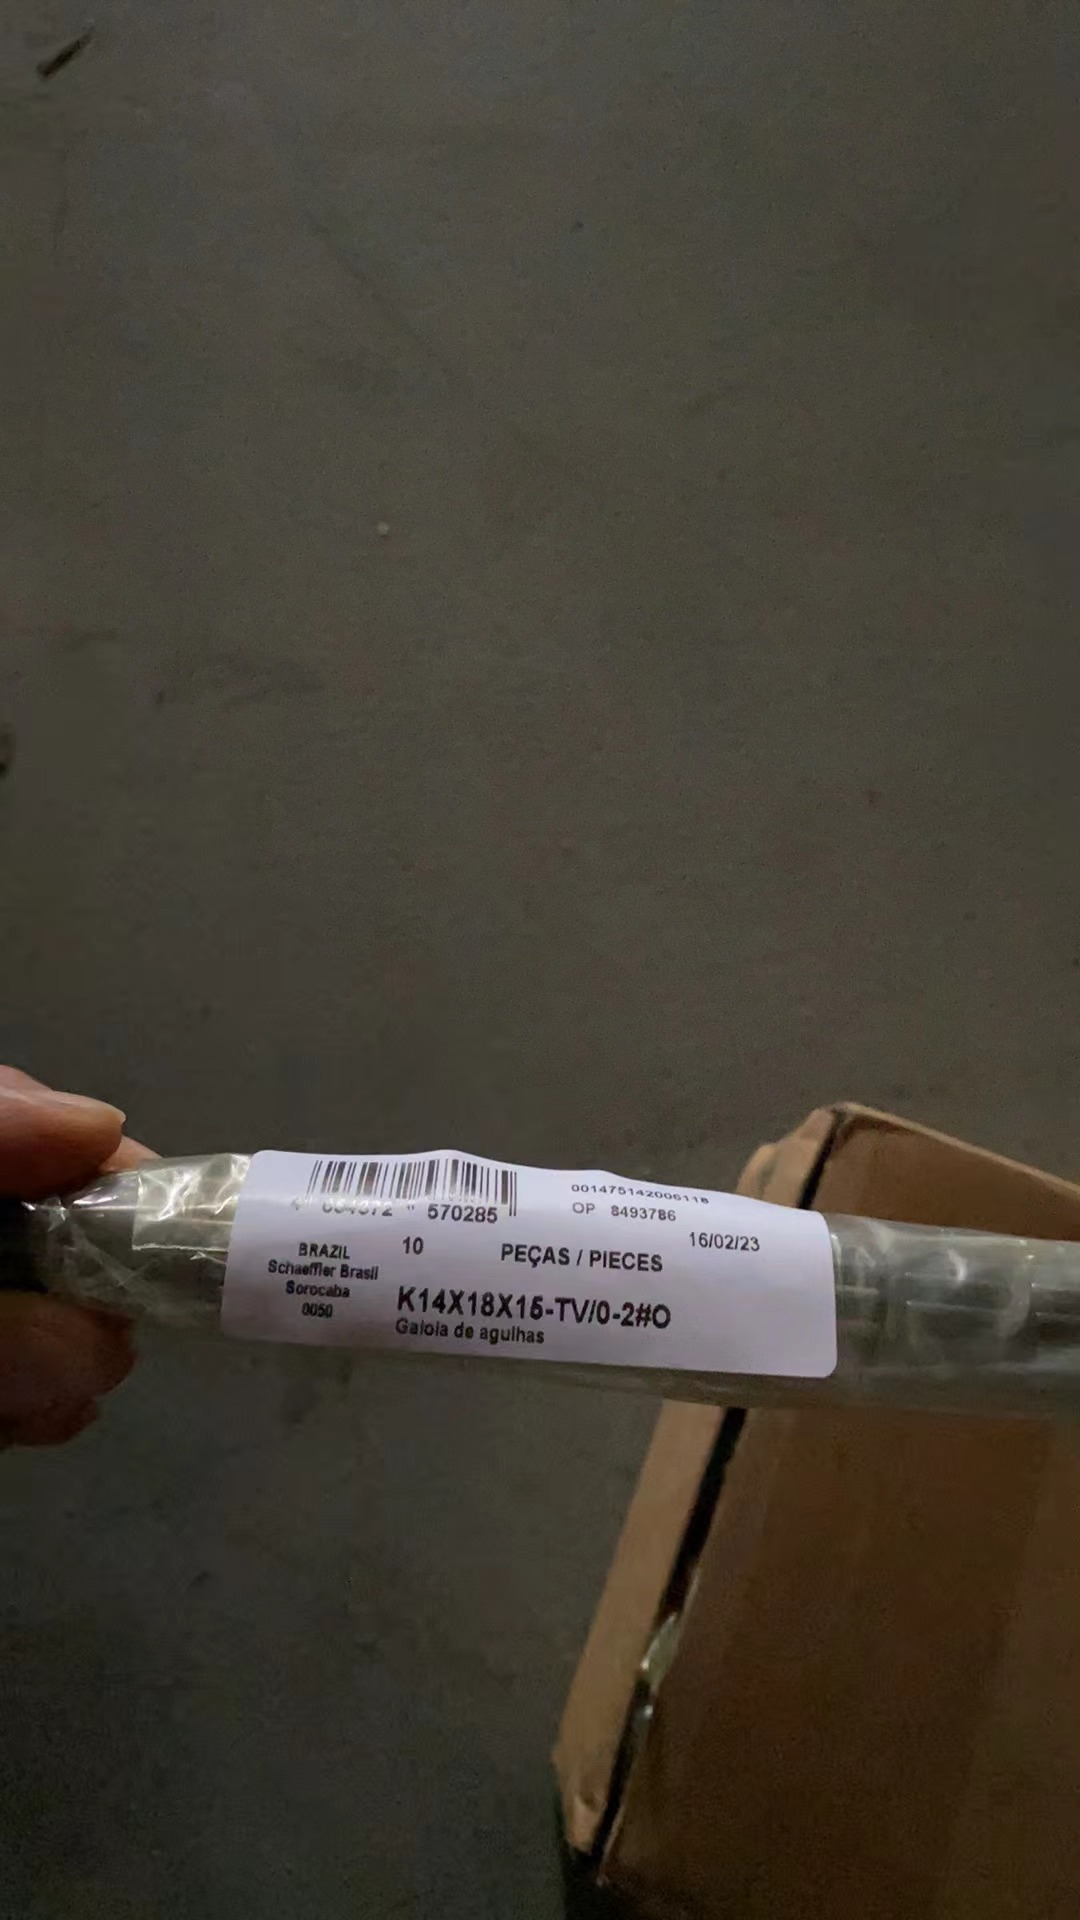 570285
001475142006118
OP 8493786
16/02/23
BRAZIL
Schaeffler Brasil
Sorocaba
0050
10 PEÇAS / PIECES
K14X18X15-TV/0-2#O
Gaiola de agulhas